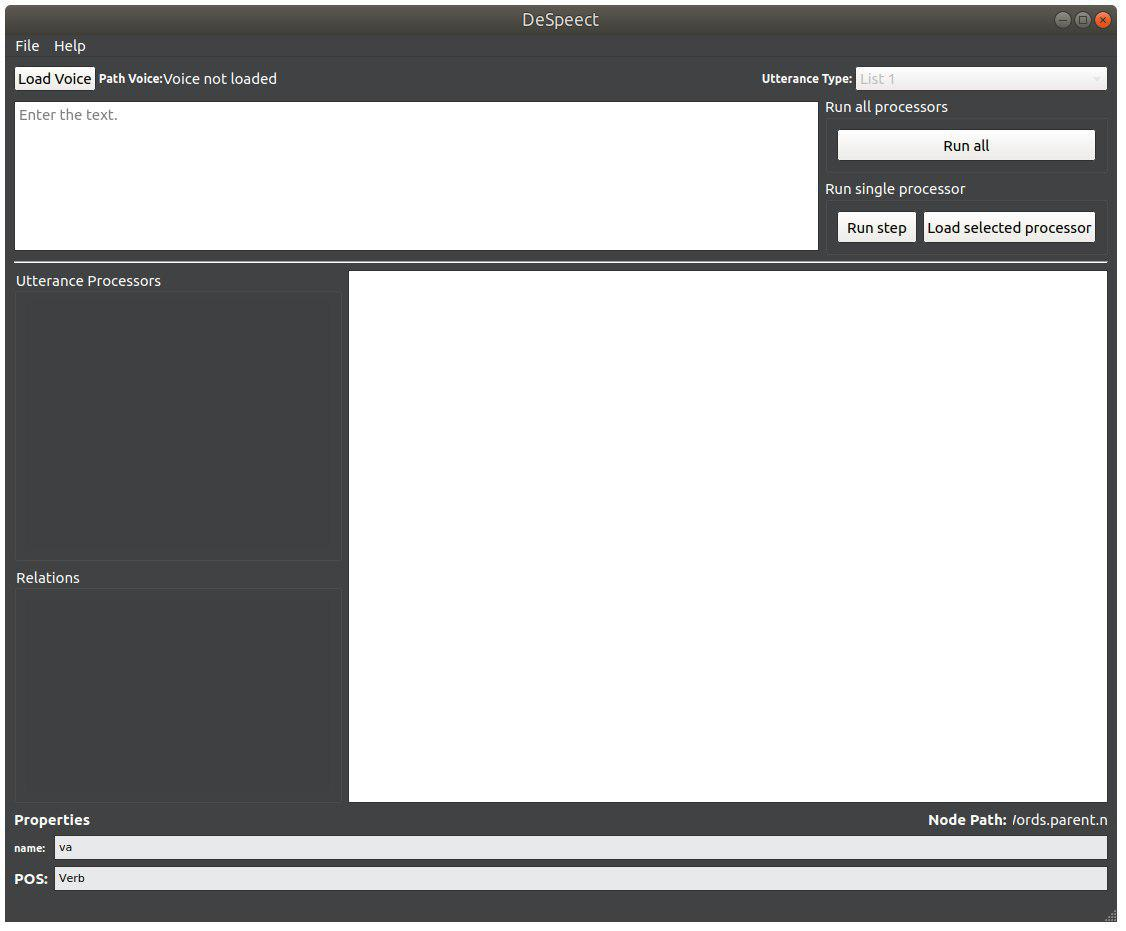 DeSpeect
File Help
Load Voice Path Voice:Voice not loaded Utterance Type: List 1
Enter the text.
Run all processors
Run all
Run single processor
Run step Load selected processor
Utterance Processors
Relations
Properties Node Path: /ords.parent.n
name: va
POS: Verb